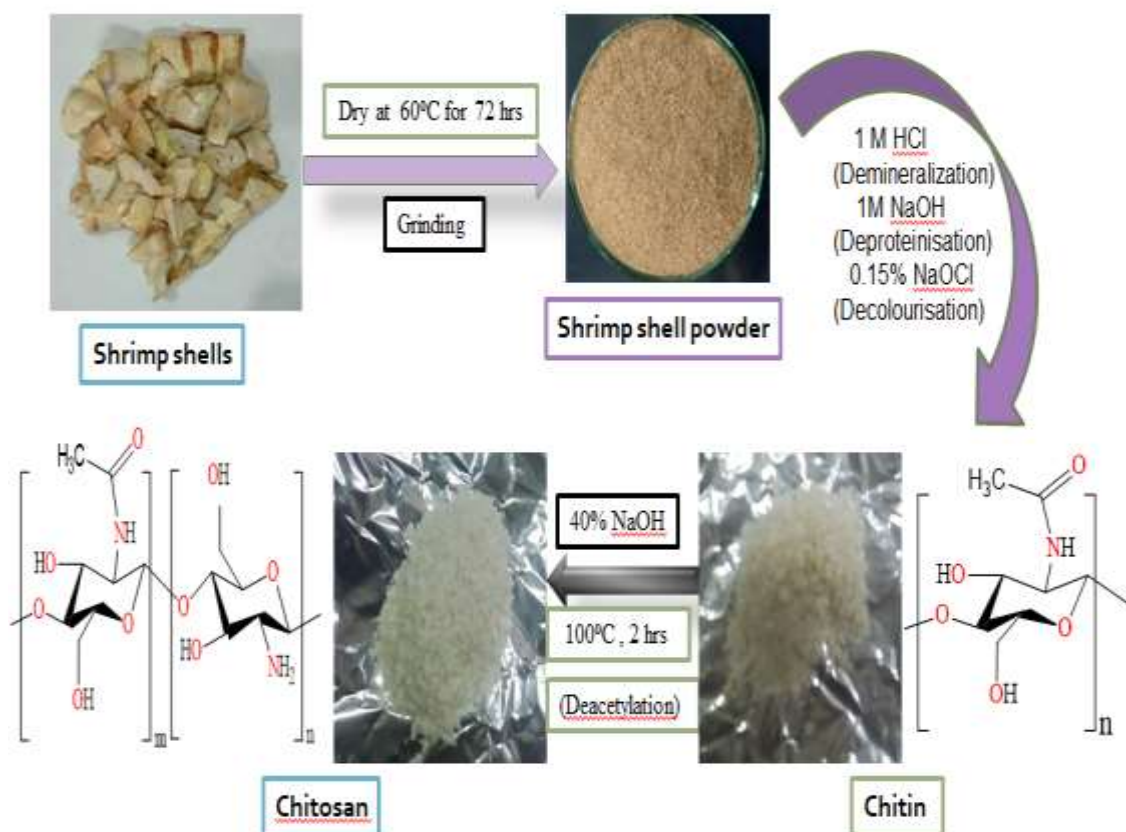 Dry at 60⁰C for 72 hrs
Grinding
Shrimp shells
Shrimp shell powder
1 M HCl
(Demineralization)
1M NaOH
(Deproteinisation)
0.15% NaOCl
(Decolourisation)
H₃C
O
NH
HO
O
O
OH
m
OH
O
O
HO
NH₂
n
40% NaOH
100⁰C , 2 hrs
(Deacetylation)
H₃C
O
NH
HO
O
O
OH
n
Chitosan
Chitin